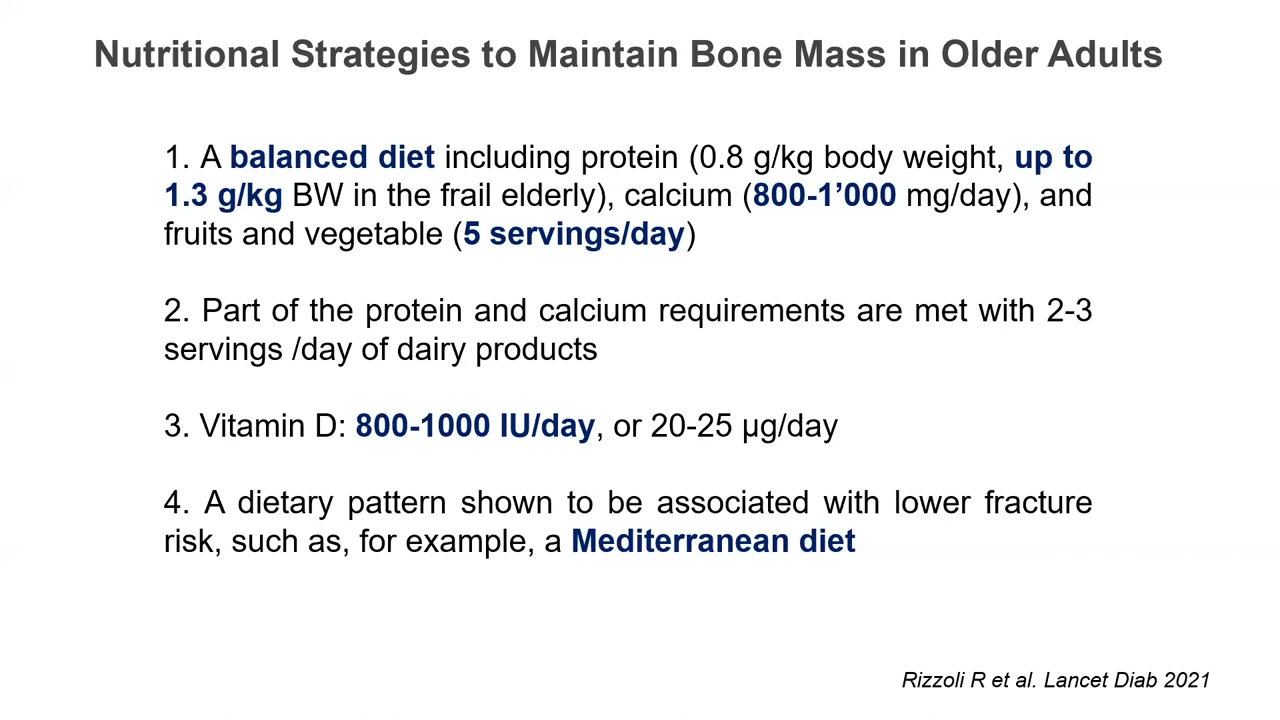 Nutritional Strategies to Maintain Bone Mass in Older Adults
1. A balanced diet including protein (0.8 g/kg body weight, up to
1.3 g/kg BW in the frail elderly), calcium (800-1’000 mg/day), and
fruits and vegetable (5 servings/day)
2. Part of the protein and calcium requirements are met with 2-3
servings /day of dairy products
3. Vitamin D: 800-1000 IU/day, or 20-25 µg/day
4. A dietary pattern shown to be associated with lower fracture
risk, such as, for example, a Mediterranean diet
Rizzoli R et al. Lancet Diab 2021